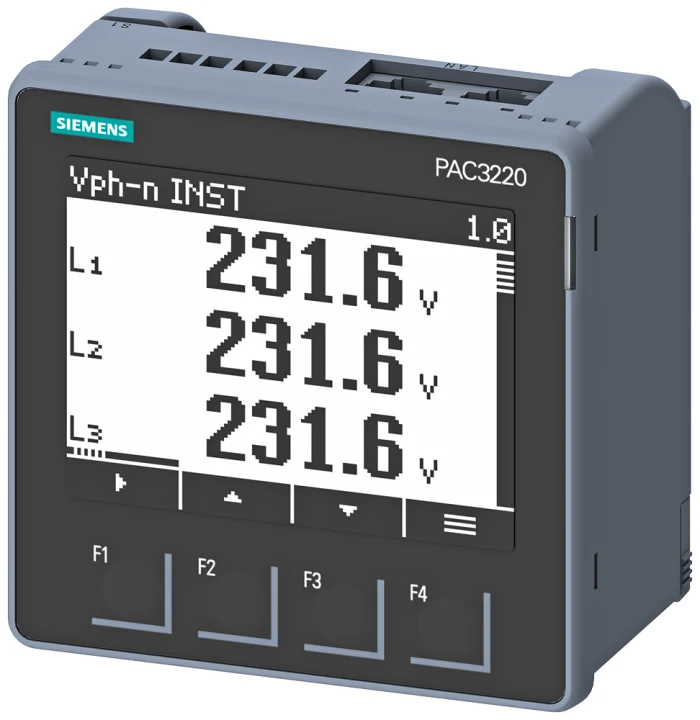 S1
LAN
SIEMENS
PAC3220
Vph-n INST
1.0
L1 231.6 V
L2 231.6 V
L3 231.6 V
F1 F2 F3 F4